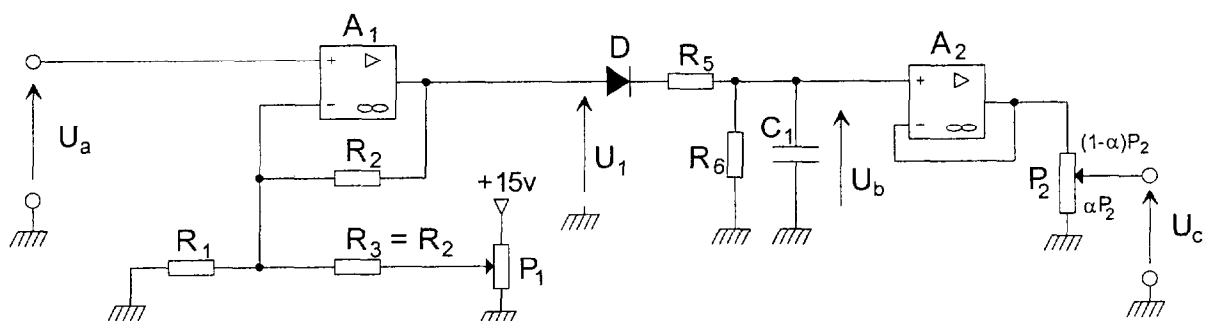 A1
+
▷
-
∞
Ua
R2
+15v
R1
R3 = R2
P1
U1
D
R5
R6
C1
Ub
A2
+
▷
-
∞
(1-α)P2
P2
αP2
Uc